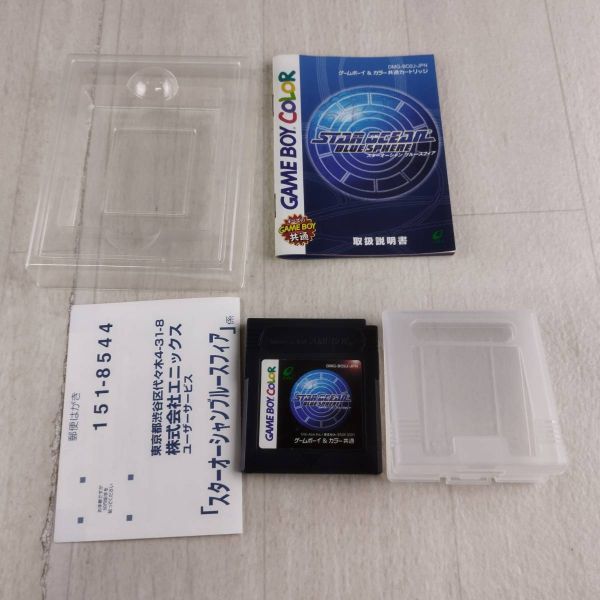 DMG-BO2J-JPN
ゲームボーイ & カラー共通カートリッジ
GAME BOY COLOR
STAR OCEAN
BLUE SPHERE
スターオーシャン ブルースフィア
GAME BOY
共通
取扱説明書
郵便はがき
151-8544
東京都渋谷区代々木4-31-8
株式会社エニックス
ユーザーサービス
「スターオーシャンブルースフィア」係
GAME BOY COLOR
STAR OCEAN
BLUE SPHERE
ゲームボーイ & カラー共通